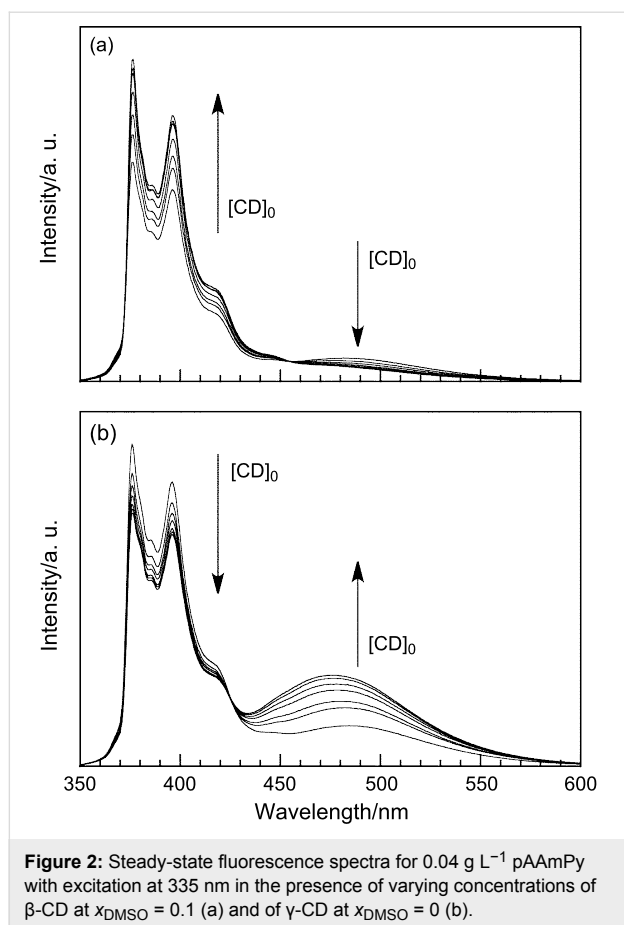 (a)
Intensity/a. u.
[CD]₀
[CD]₀
(b)
Intensity/a. u.
[CD]₀
[CD]₀
350 400 450 500 550 600
Wavelength/nm
Figure 2: Steady-state fluorescence spectra for 0.04 g L⁻¹ pAAmPy
with excitation at 335 nm in the presence of varying concentrations of
β-CD at x_DMSO = 0.1 (a) and of γ-CD at x_DMSO = 0 (b).